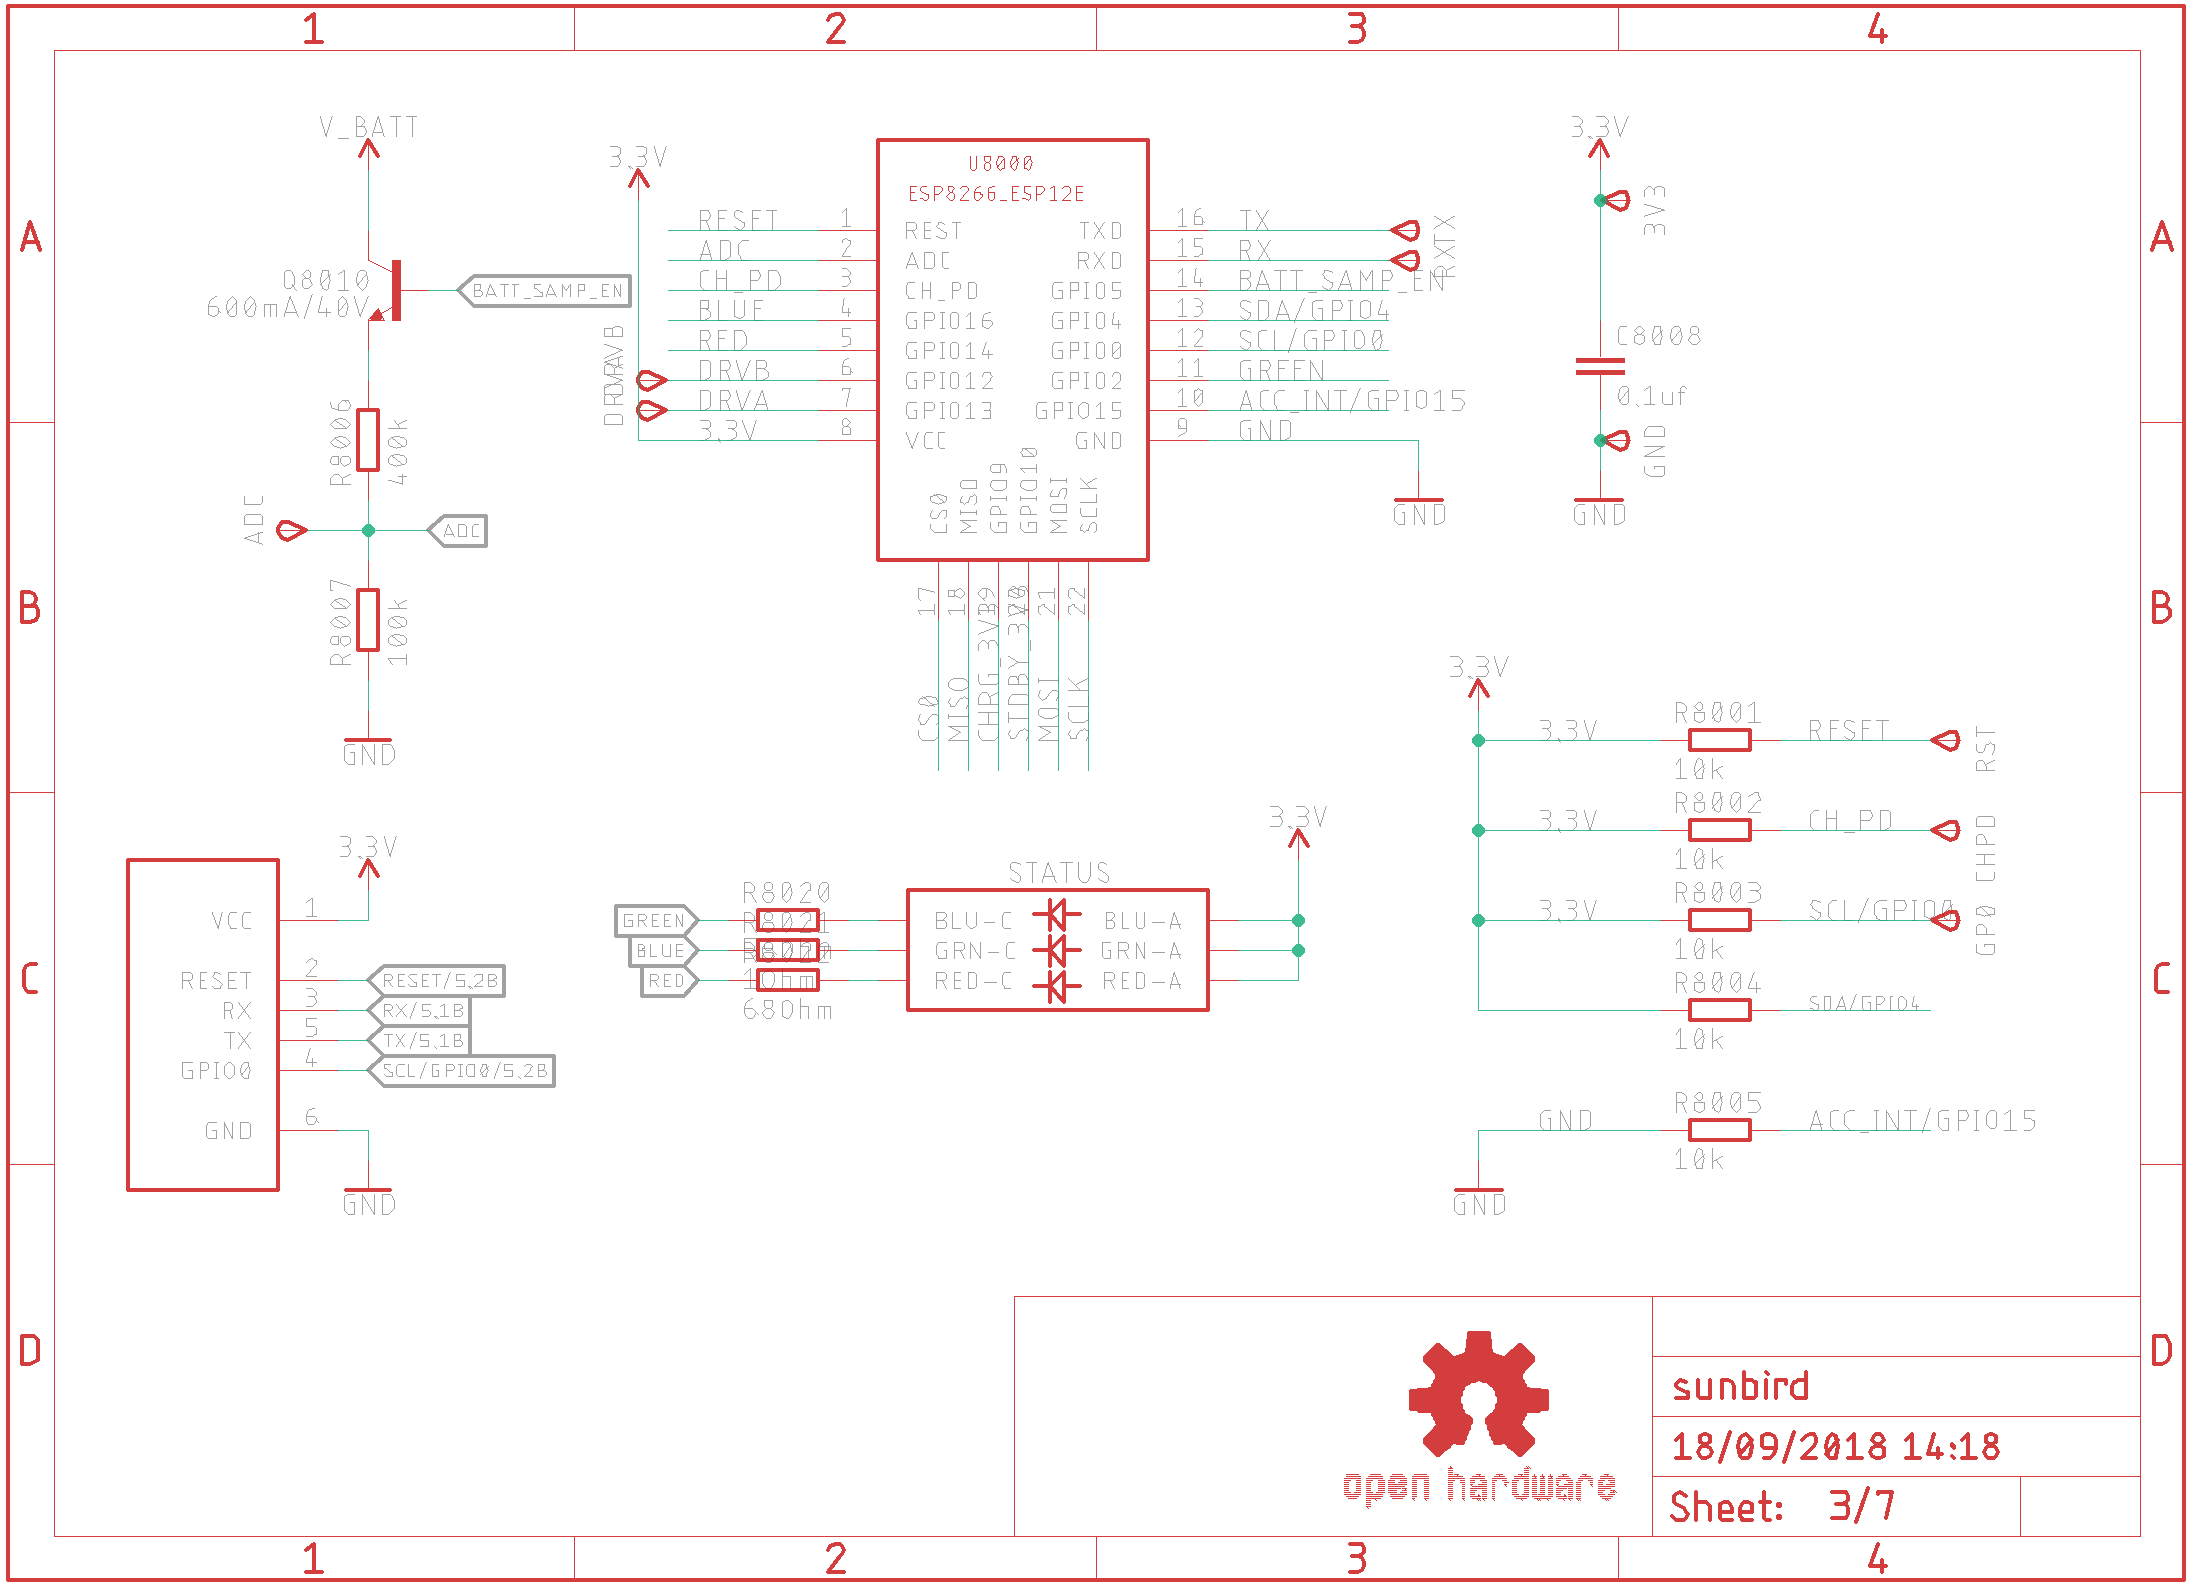 1 2 3 4
A
B
C
D
V_BATT
Q8010
600mA/40V
BATT_SAMP_EN
R8006
400k
ADC
ADC
R8007
100k
GND
3.3V
U8000
ESP8266_ESP12E
RESET 1 REST TXD 16 TX
ADC 2 ADC RXD 15 RX
CH_PD 3 CH_PD GPIO5 14 BATT_SAMP_EN
BLUE 4 GPIO16 GPIO4 13 SDA/GPIO4
RED 5 GPIO14 GPIO0 12 SCL/GPIO0
DRVB 6 GPIO12 GPIO2 11 GREEN
DRVA 7 GPIO13 GPIO15 10 ACC_INT/GPIO15
3.3V 8 VCC GND 9 GND
DRVB
DRVA
TX
RX
GND
CS0 MISO GPIO9 GPIO10 MOSI SCLK
17 18 19 20 21 22
CS0 MISO CHRG_3V3 STDBY_3V3 MOSI SCLK
3.3V
3V3
C8008
0.1uf
GND
GND
3.3V
3.3V R8001 RESET RST
10k
3.3V R8002 CH_PD CHPD
10k
3.3V R8003 SCL/GPIO0 GP0
10k
R8004 SDA/GPIO4
10k
GND R8005 ACC_INT/GPIO15
10k
GND
3.3V
VCC 1
RESET 2 RESET/5.2B
RX 3 RX/5.1B
TX 5 TX/5.1B
GPIO0 4 SCL/GPIO0/5.2B
GND 6
GND
3.3V
STATUS
R8020
GREEN R8021 BLU-C BLU-A
BLUE GRN-C GRN-A
RED 10hm RED-C RED-A
680hm
open hardware
sunbird
18/09/2018 14:18
Sheet: 3/7
A
B
C
D
1 2 3 4